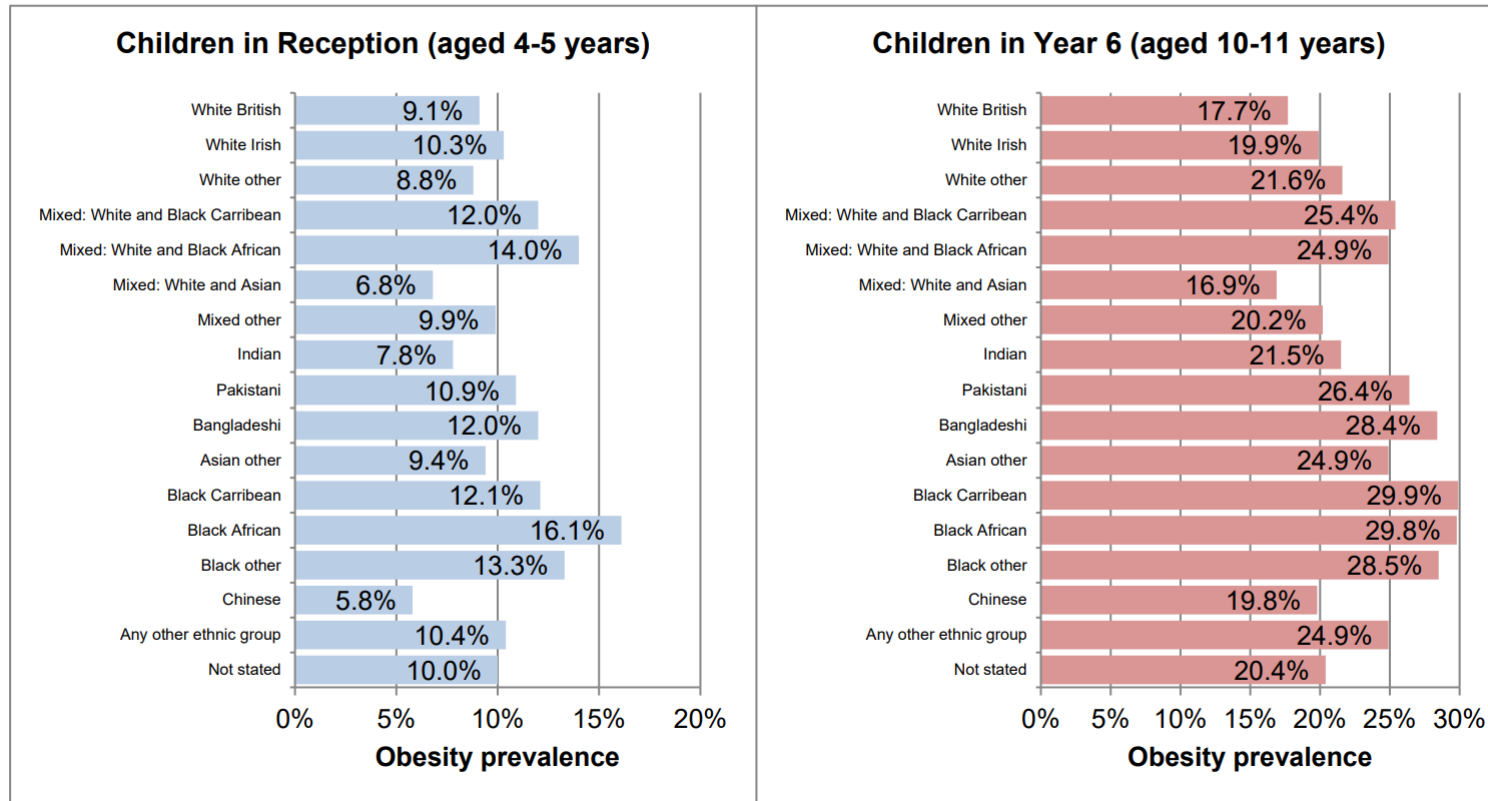 Children in Reception (aged 4-5 years)
White British 9.1%
White Irish 10.3%
White other 8.8%
Mixed: White and Black Carribean 12.0%
Mixed: White and Black African 14.0%
Mixed: White and Asian 6.8%
Mixed other 9.9%
Indian 7.8%
Pakistani 10.9%
Bangladeshi 12.0%
Asian other 9.4%
Black Carribean 12.1%
Black African 16.1%
Black other 13.3%
Chinese 5.8%
Any other ethnic group 10.4%
Not stated 10.0%
0% 5% 10% 15% 20%
Obesity prevalence
Children in Year 6 (aged 10-11 years)
White British 17.7%
White Irish 19.9%
White other 21.6%
Mixed: White and Black Carribean 25.4%
Mixed: White and Black African 24.9%
Mixed: White and Asian 16.9%
Mixed other 20.2%
Indian 21.5%
Pakistani 26.4%
Bangladeshi 28.4%
Asian other 24.9%
Black Carribean 29.9%
Black African 29.8%
Black other 28.5%
Chinese 19.8%
Any other ethnic group 24.9%
Not stated 20.4%
0% 5% 10% 15% 20% 25% 30%
Obesity prevalence